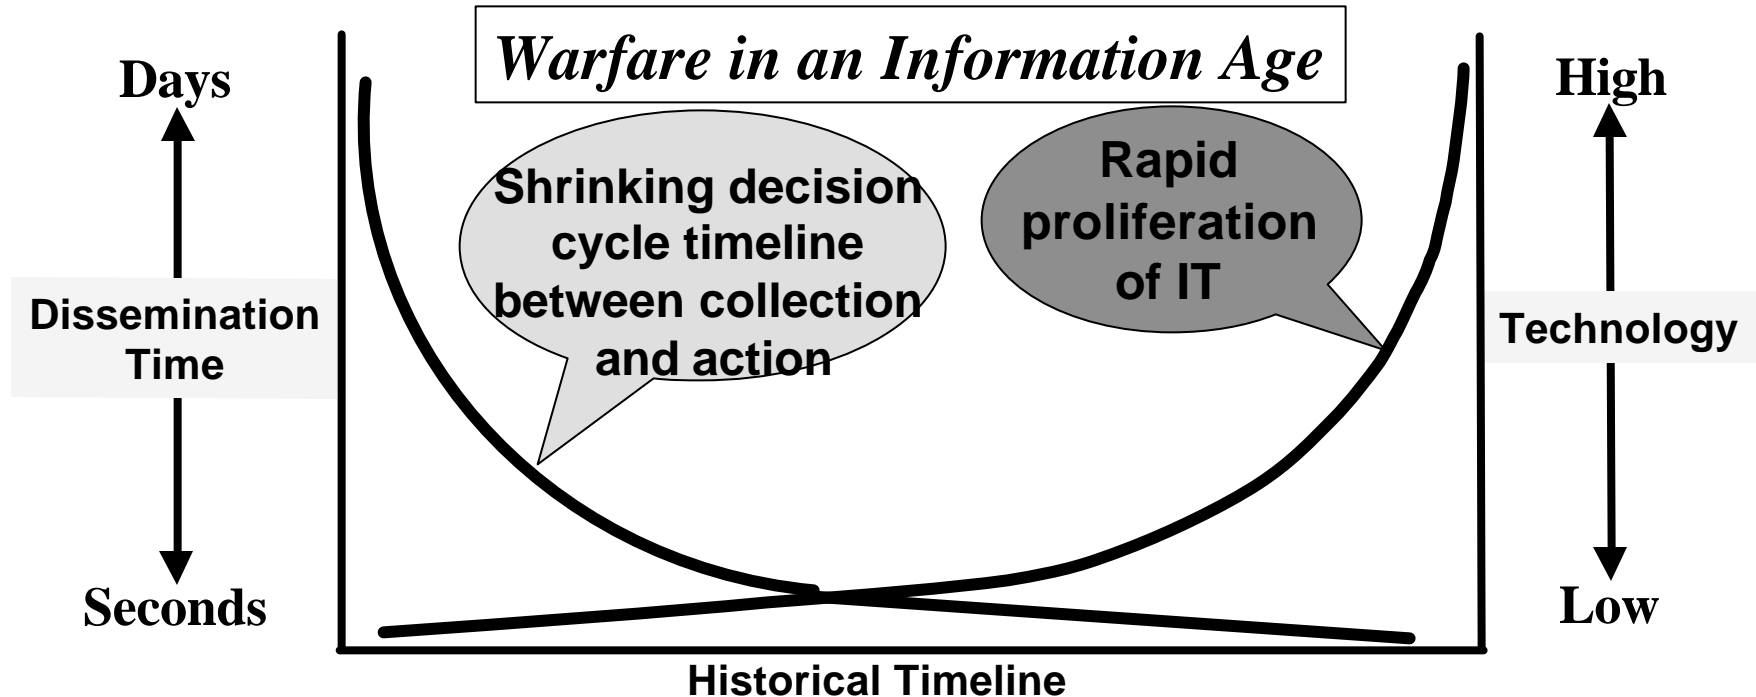 Warfare in an Information Age
Days
Dissemination
Time
Seconds
Shrinking decision
cycle timeline
between collection
and action
Rapid
proliferation
of IT
High
Technology
Low
Historical Timeline